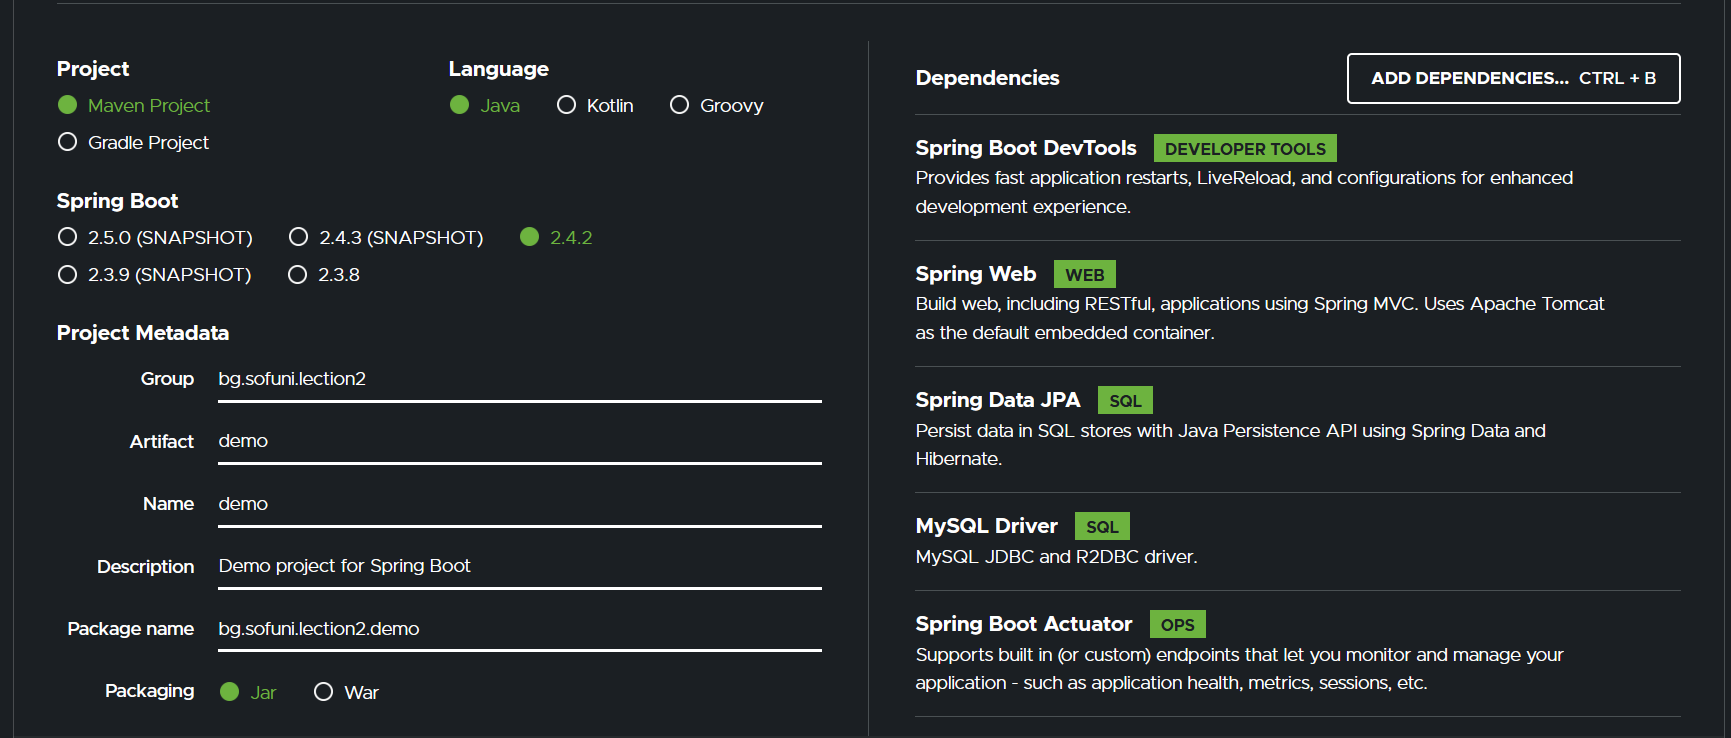 Project
Maven Project
Gradle Project
Language
Java Kotlin Groovy
Spring Boot
2.5.0 (SNAPSHOT) 2.4.3 (SNAPSHOT) 2.4.2
2.3.9 (SNAPSHOT) 2.3.8
Project Metadata
Group bg.sofuni.lection2
Artifact demo
Name demo
Description Demo project for Spring Boot
Package name bg.sofuni.lection2.demo
Packaging Jar War
Dependencies ADD DEPENDENCIES... CTRL + B
Spring Boot DevTools DEVELOPER TOOLS
Provides fast application restarts, LiveReload, and configurations for enhanced
development experience.
Spring Web WEB
Build web, including RESTful, applications using Spring MVC. Uses Apache Tomcat
as the default embedded container.
Spring Data JPA SQL
Persist data in SQL stores with Java Persistence API using Spring Data and
Hibernate.
MySQL Driver SQL
MySQL JDBC and R2DBC driver.
Spring Boot Actuator OPS
Supports built in (or custom) endpoints that let you monitor and manage your
application - such as application health, metrics, sessions, etc.